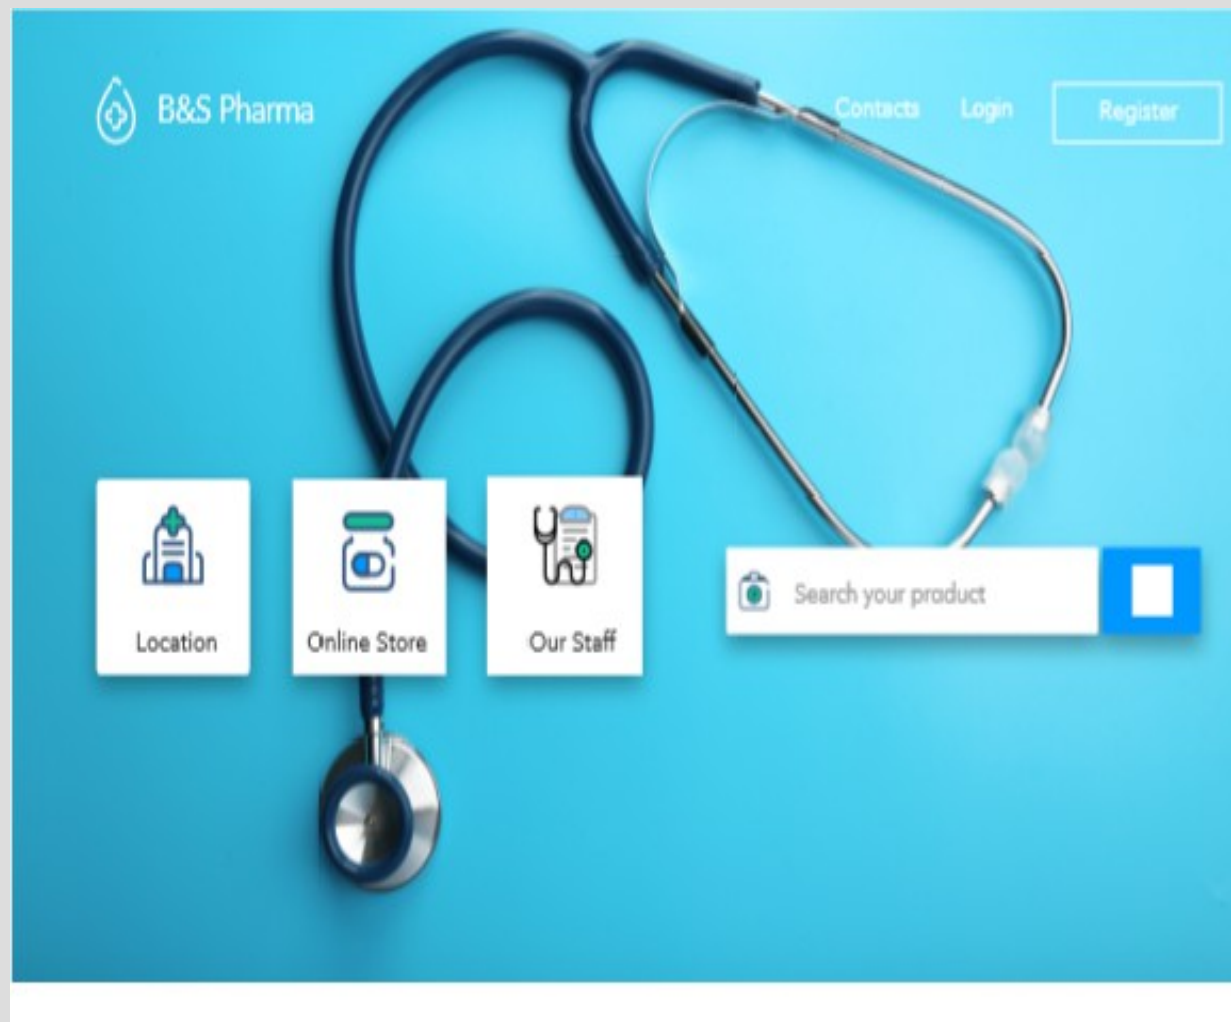 B&S Pharma
Contacts
Login
Register
Location
Online Store
Our Staff
Search your product